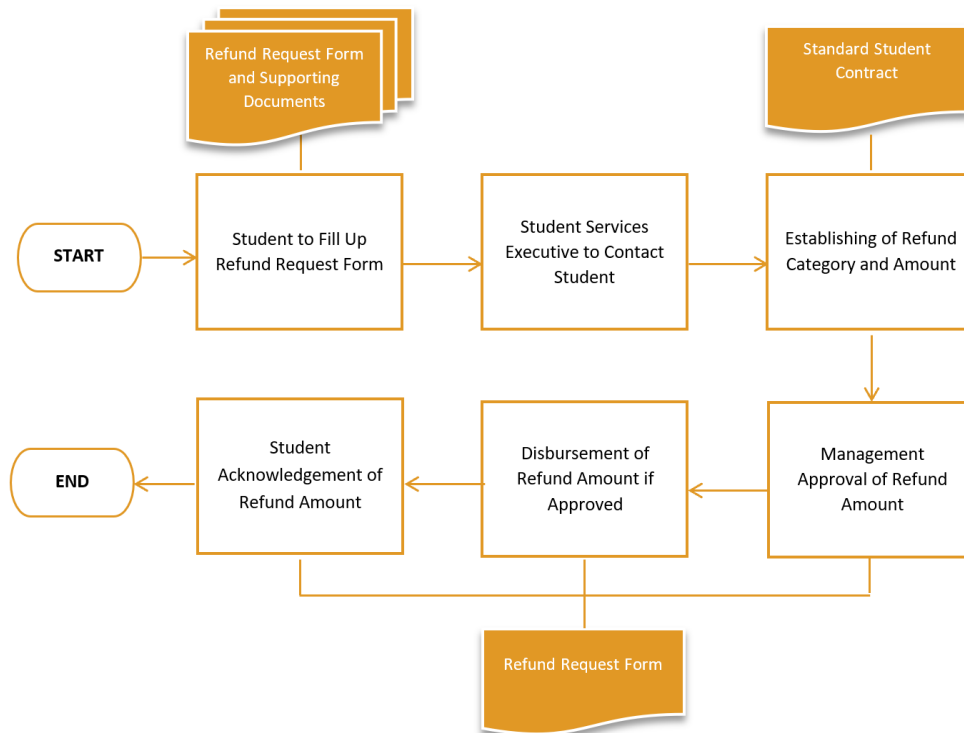 Refund Request Form
and Supporting
Documents
Standard Student
Contract
START
Student to Fill Up
Refund Request Form
Student Services
Executive to Contact
Student
Establishing of Refund
Category and Amount
END
Student
Acknowledgement of
Refund Amount
Disbursement of
Refund Amount if
Approved
Management
Approval of Refund
Amount
Refund Request Form